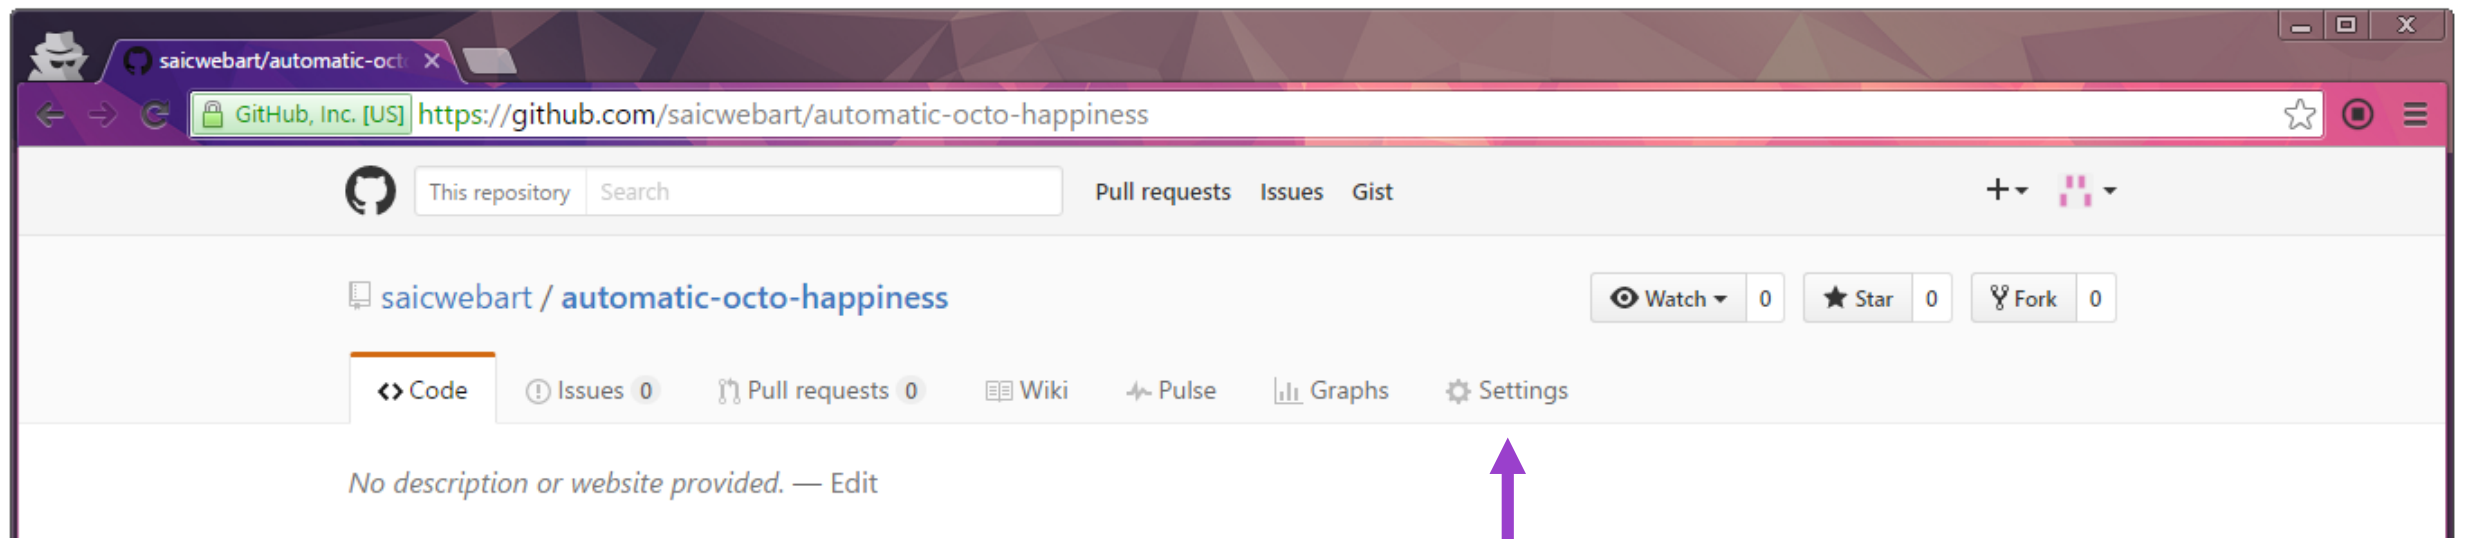 saicwebart/automatic-oct
GitHub, Inc. [US] https://github.com/saicwebart/automatic-octo-happiness
This repository Search Pull requests Issues Gist
saicwebart / automatic-octo-happiness Watch 0 Star 0 Fork 0
Code Issues 0 Pull requests 0 Wiki Pulse Graphs Settings
No description or website provided. — Edit